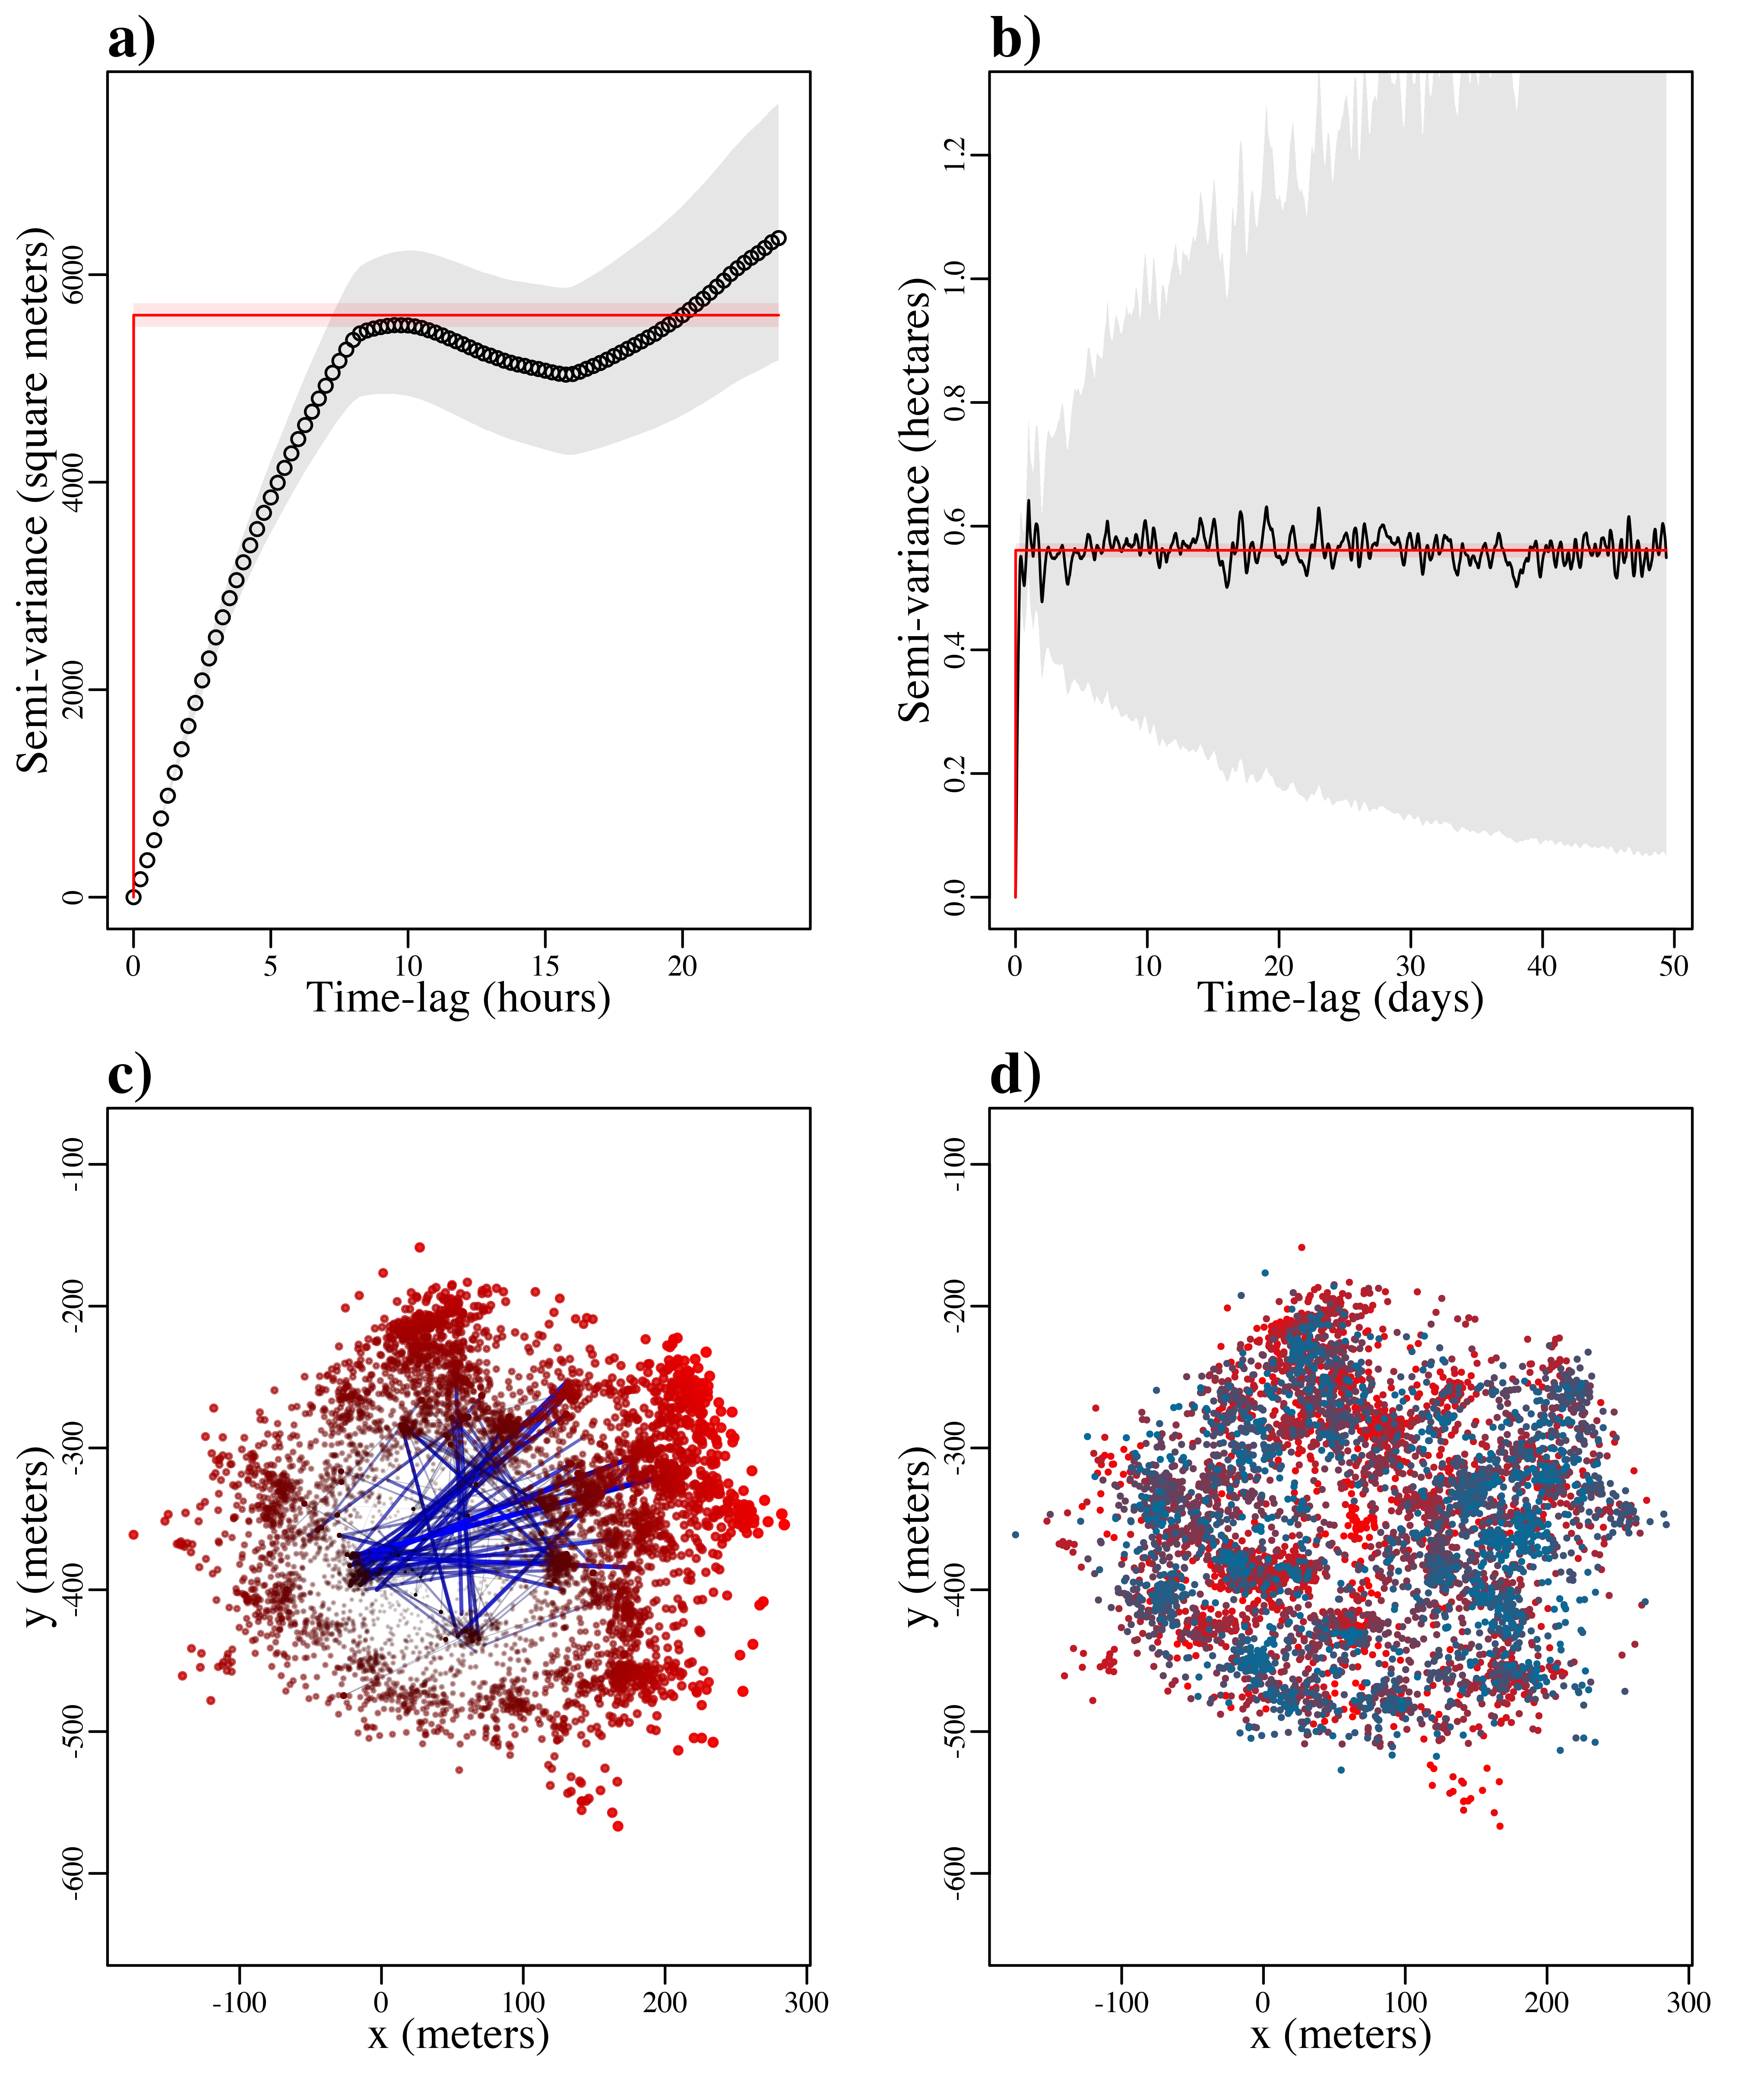 a)
Semi-variance (square meters)
6000
4000
2000
0
0 5 10 15 20
Time-lag (hours)
b)
Semi-variance (hectares)
1.2
1.0
0.8
0.6
0.4
0.2
0.0
0 10 20 30 40 50
Time-lag (days)
c)
y (meters)
-100
-200
-300
-400
-500
-600
-100 0 100 200 300
x (meters)
d)
y (meters)
-100
-200
-300
-400
-500
-600
-100 0 100 200 300
x (meters)